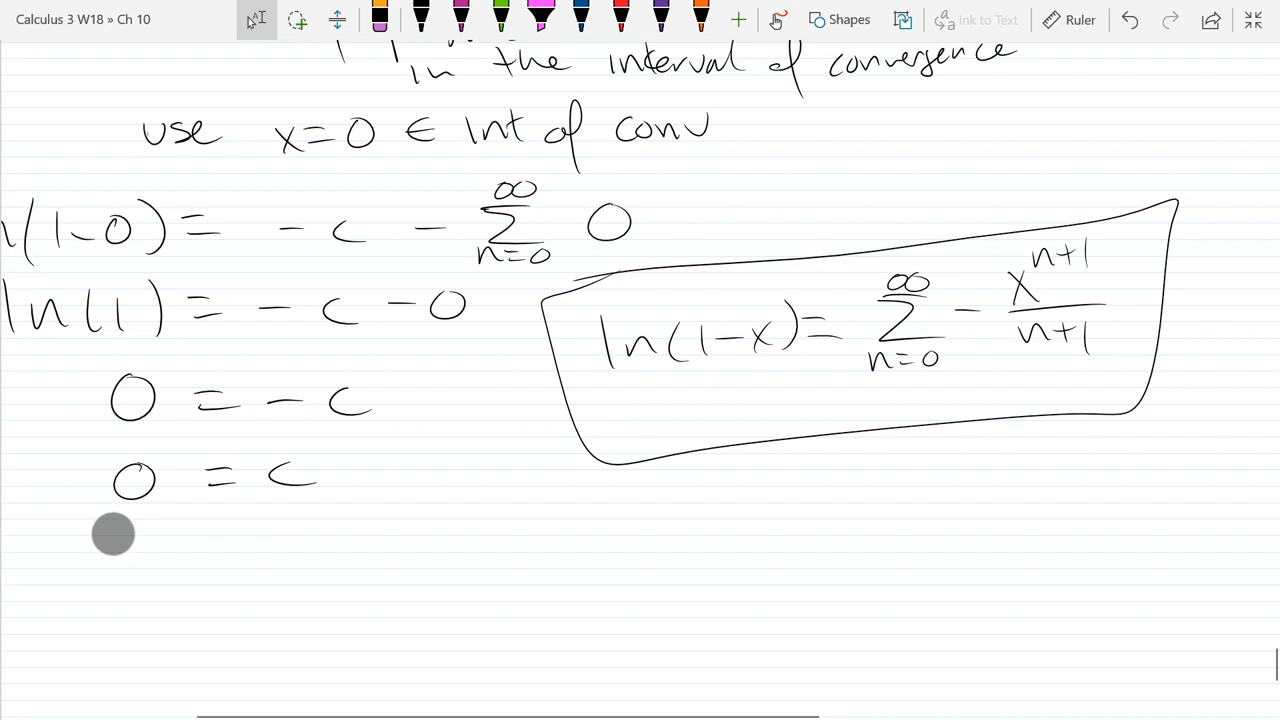 Calculus 3 W18 » Ch 10
Ink to Text
Shapes
Ruler
in the interval of convergence
use x=0 ∈ Int of conv
(1-0) = -c - ∞∑n=0 0
ln(1) = -c - 0
0 = -c
0 = c
ln(1-x) = ∞∑n=0 - x^(n+1)/(n+1)